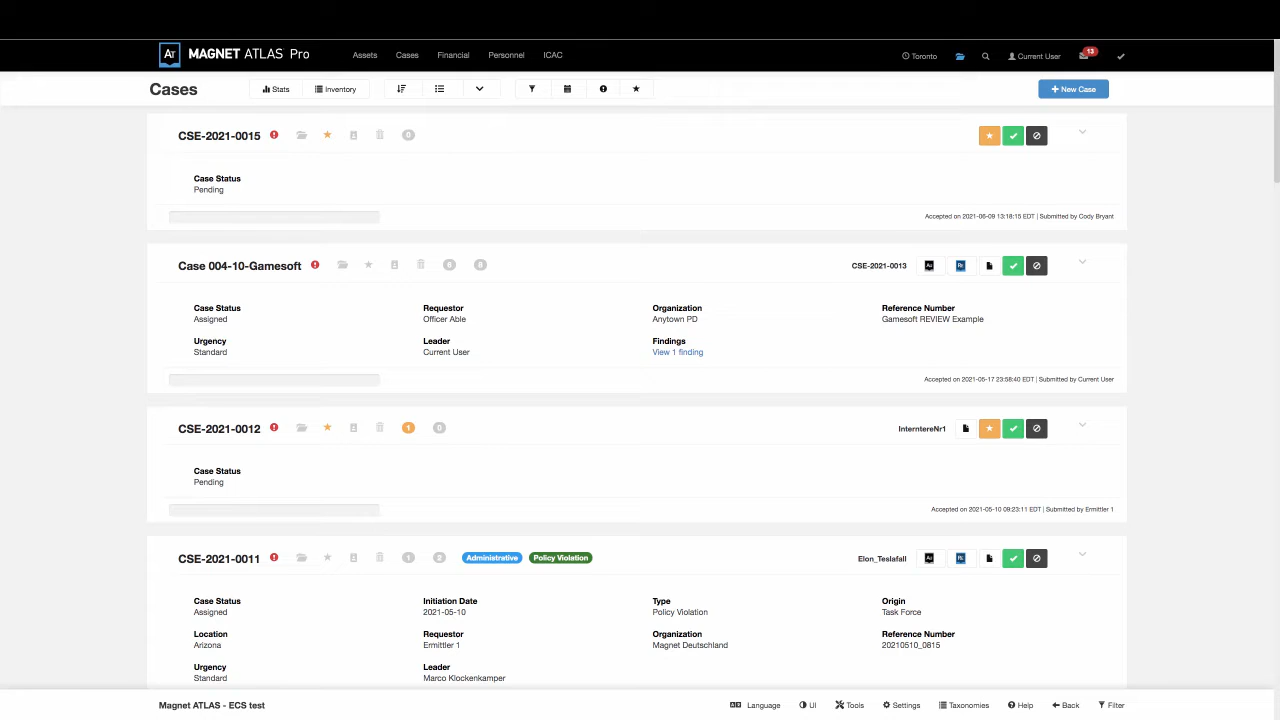 AT MAGNET ATLAS Pro Assets Cases Financial Personnel ICAC Toronto Current User 13
Cases Stats Inventory New Case
CSE-2021-0015 0
Case Status
Pending
Accepted on 2021-06-09 13:18:15 EDT | Submitted by Cody Bryant
Case 004-10-Gamesoft 6 8 CSE-2021-0013
Case Status Requestor Organization Reference Number
Assigned Officer Able Anytown PD Gamesoft REVIEW Example
Urgency Leader Findings
Standard Current User View 1 finding
Accepted on 2021-05-17 23:58:40 EDT | Submitted by Current User
CSE-2021-0012 1 0 InterntereNr1
Case Status
Pending
Accepted on 2021-05-10 09:23:11 EDT | Submitted by Ermittler 1
CSE-2021-0011 1 2 Administrative Policy Violation Elon_Teslafall
Case Status Initiation Date Type Origin
Assigned 2021-05-10 Policy Violation Task Force
Location Requestor Organization Reference Number
Arizona Ermittler 1 Magnet Deutschland 20210510_0815
Urgency Leader
Standard Marco Klockenkamper
Magnet ATLAS - ECS test Language UI Tools Settings Taxonomies Help Back Filter